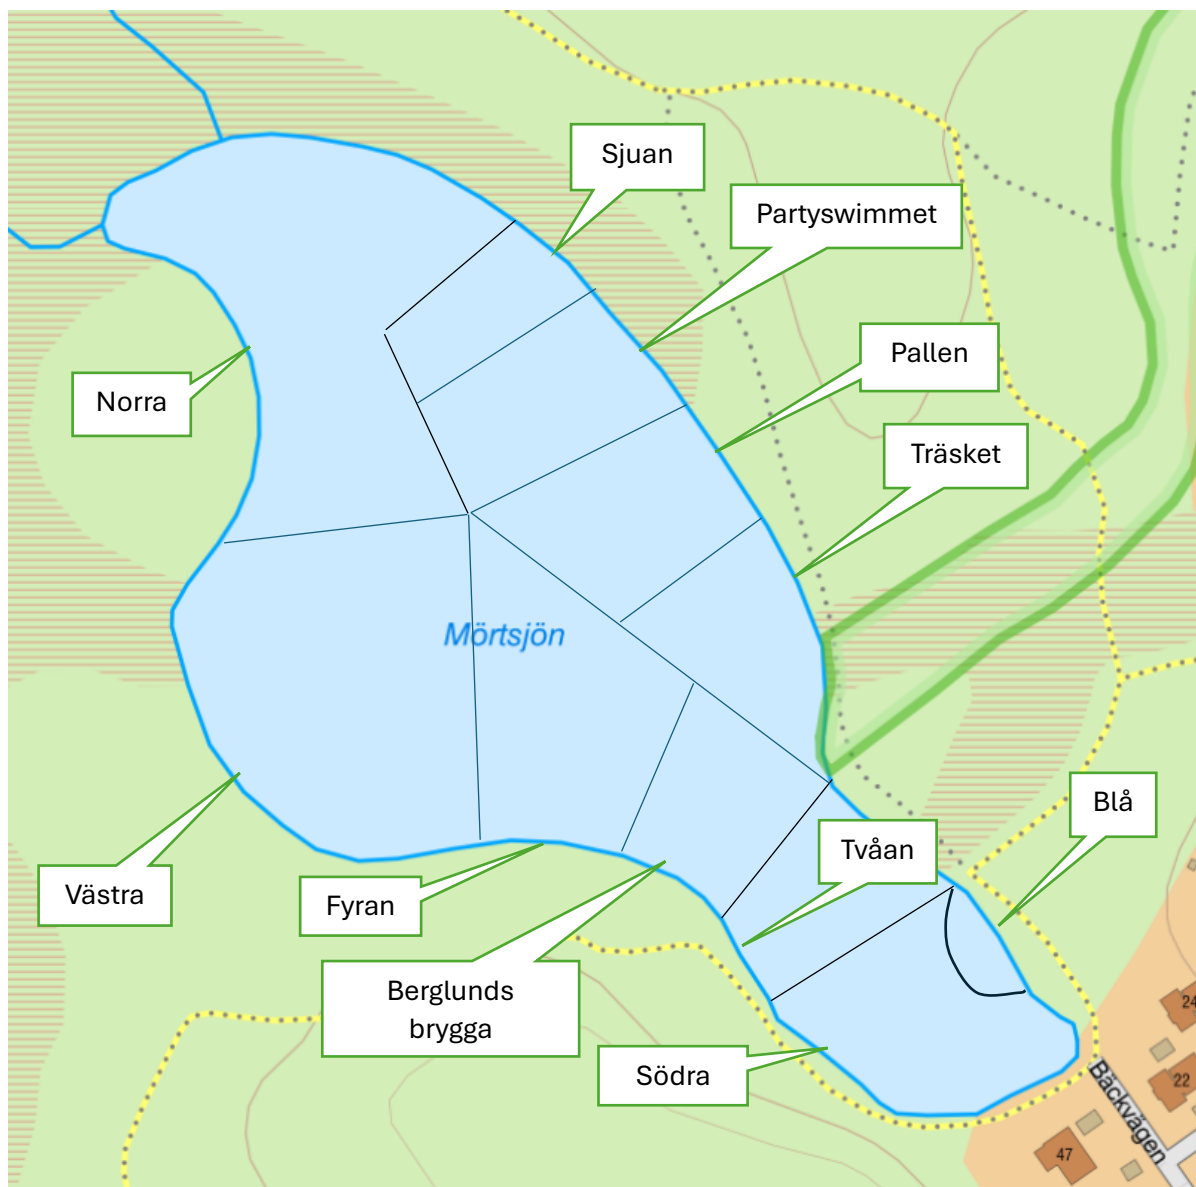 Sjuan
Partyswimmet
Pallen
Norra
Träsket
Mörtsjön
Blå
Tvåan
Västra
Fyran
Berglunds
brygga
Södra
24
22
Bäckvägen
47